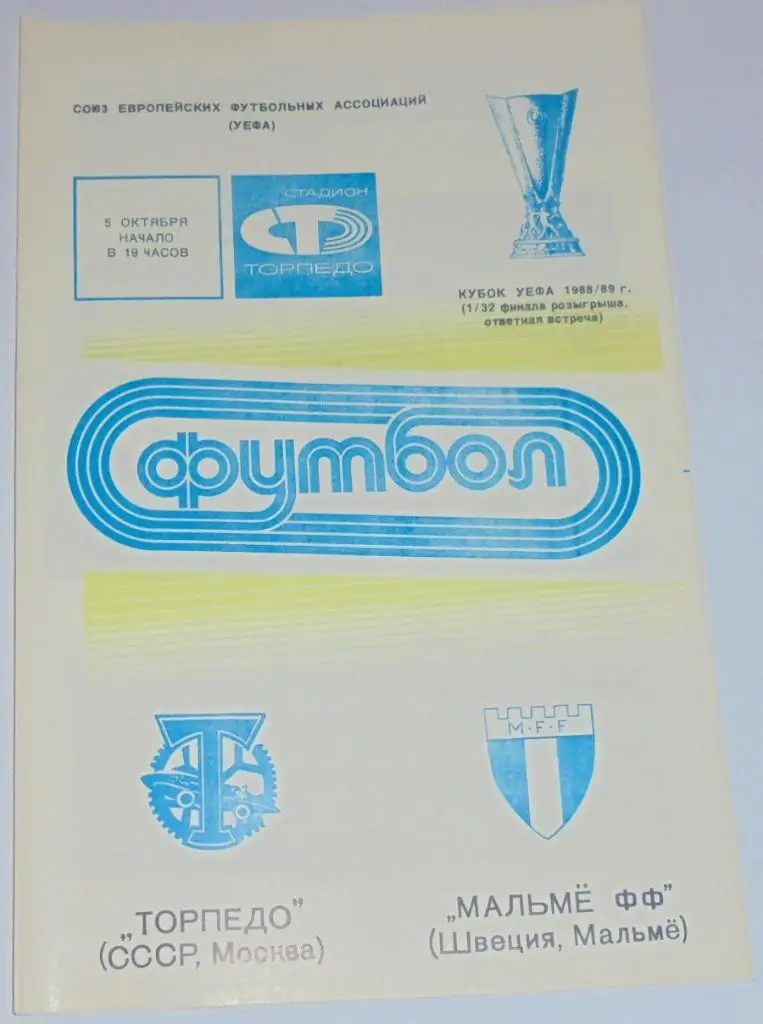 СОЮЗ ЕВРОПЕЙСКИХ ФУТБОЛЬНЫХ АССОЦИАЦИЙ
(УЕФА)
5 ОКТЯБРЯ
НАЧАЛО
В 19 ЧАСОВ
СТАДИОН
СТ
ТОРПЕДО
КУБОК УЕФА 1988/89 г.
(1/32 финала розыгрыша,
ответная встреча)
футбол
Т
M·F·F
„ТОРПЕДО"
(СССР, Москва)
„МАЛЬМЁ ФФ"
(Швеция, Мальмё)